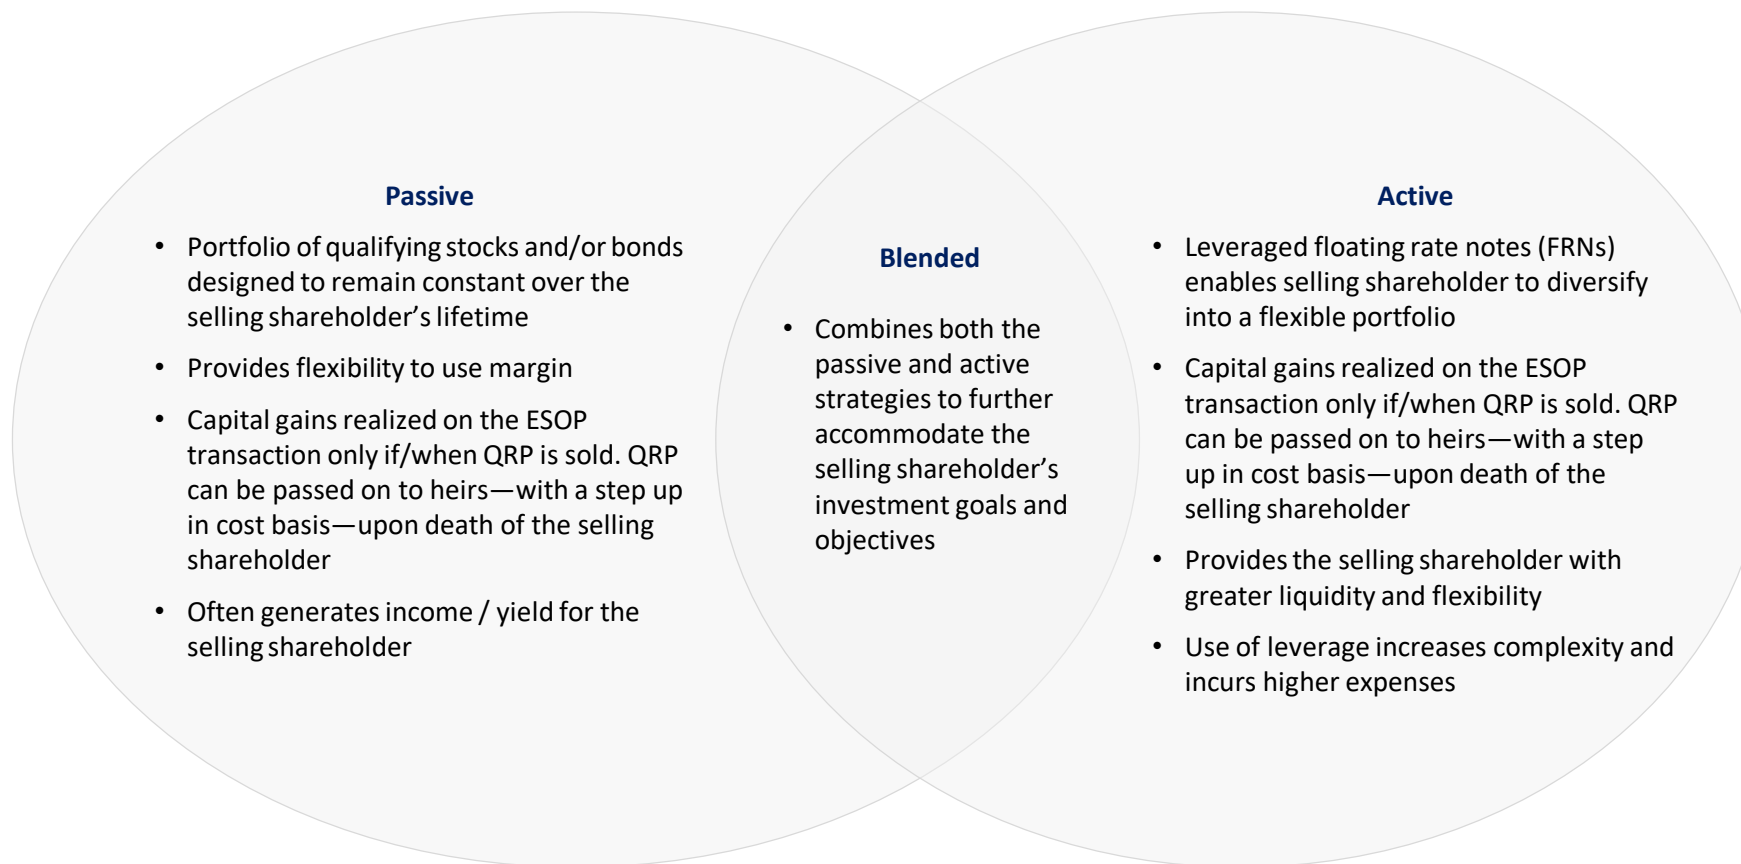 Passive
• Portfolio of qualifying stocks and/or bonds
designed to remain constant over the
selling shareholder’s lifetime
• Provides flexibility to use margin
• Capital gains realized on the ESOP
transaction only if/when QRP is sold. QRP
can be passed on to heirs—with a step up
in cost basis—upon death of the selling
shareholder
• Often generates income / yield for the
selling shareholder
Blended
• Combines both the
passive and active
strategies to further
accommodate the
selling shareholder’s
investment goals and
objectives
Active
• Leveraged floating rate notes (FRNs)
enables selling shareholder to diversify
into a flexible portfolio
• Capital gains realized on the ESOP
transaction only if/when QRP is sold. QRP
can be passed on to heirs—with a step
up in cost basis—upon death of the
selling shareholder
• Provides the selling shareholder with
greater liquidity and flexibility
• Use of leverage increases complexity and
incurs higher expenses